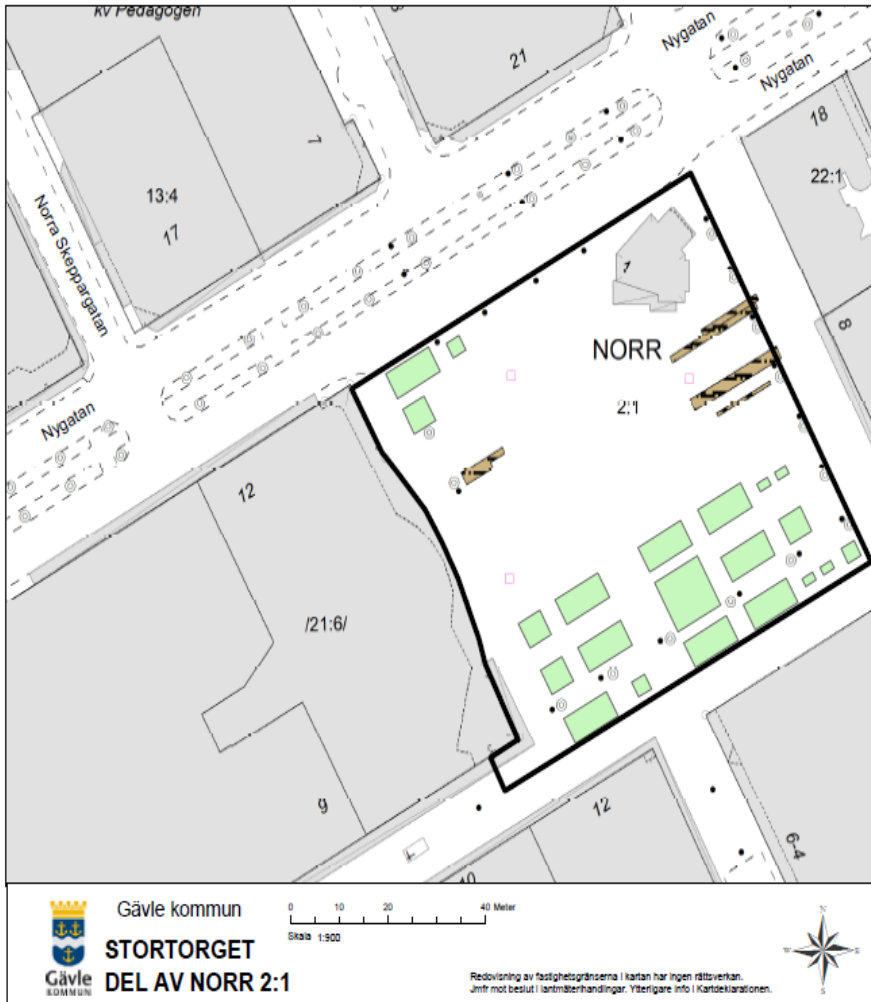 kv Pedagogen
21
Nygatan
Nygatan
18
22:1
1
13:4
17
Norra Skeppargatan
1
NORR
2:1
8
Nygatan
12
/21:6/
9
12
10
6-4
Gävle kommun
0 10 20 40 Meter
Skala 1:900
STORTORGET
DEL AV NORR 2:1
Gävle
KOMMUN
N
W E
S
Redovisning av fastighetsgränserna i kartan har ingen rättsverkan.
Jmfr mot beslut i lantmäterihandlingar. Ytterligare info i Kartdeklarationen.